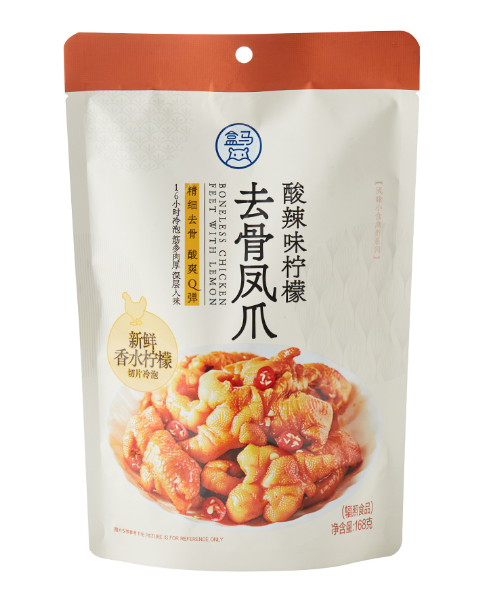 盒马
酸辣味柠檬
去骨凤爪
BONELESS CHICKEN
FEET WITH LEMON
精细去骨 酸爽Q弹
16小时冷泡 筋多肉厚 深层入味
新鲜
香水柠檬
切片冷泡
(辐照食品)
净含量:168克
PICTURE IS FOR REFERENCE ONLY